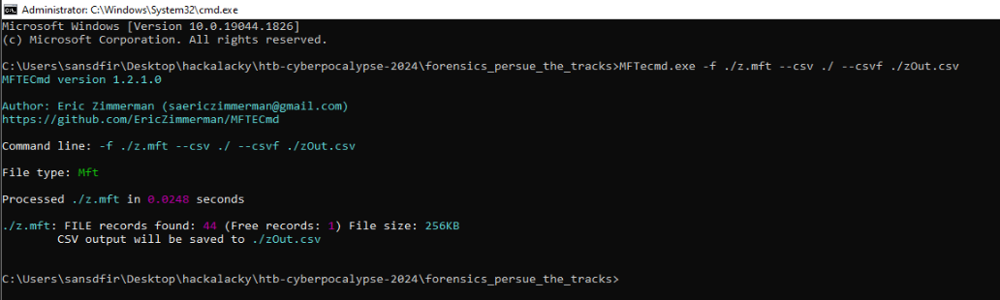 Administrator: C:\Windows\System32\cmd.exe
Microsoft Windows [Version 10.0.19044.1826]
(c) Microsoft Corporation. All rights reserved.
C:\Users\sansdfir\Desktop\hackalacky\htb-cyberpocalypse-2024\forensics_persue_the_tracks>MFTecmd.exe -f ./z.mft --csv ./ --csvf ./zOut.csv
MFTECmd version 1.2.1.0
Author: Eric Zimmerman (saericzimmerman@gmail.com)
https://github.com/EricZimmerman/MFTECmd
Command line: -f ./z.mft --csv ./ --csvf ./zOut.csv
File type: Mft
Processed ./z.mft in 0.0248 seconds
./z.mft: FILE records found: 44 (Free records: 1) File size: 256KB
CSV output will be saved to ./zOut.csv
C:\Users\sansdfir\Desktop\hackalacky\htb-cyberpocalypse-2024\forensics_persue_the_tracks>